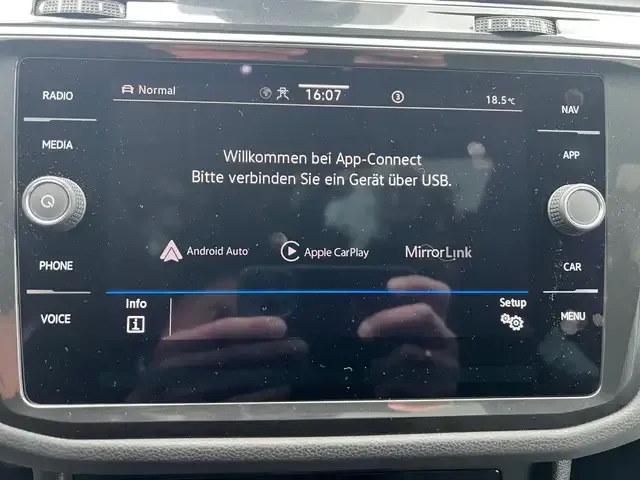 RADIO
MEDIA
PHONE
VOICE
Normal
16:07
3
18.5°C
Willkommen bei App-Connect
Bitte verbinden Sie ein Gerät über USB.
Android Auto
Apple CarPlay
MirrorLink
Info
i
Setup
NAV
APP
CAR
MENU